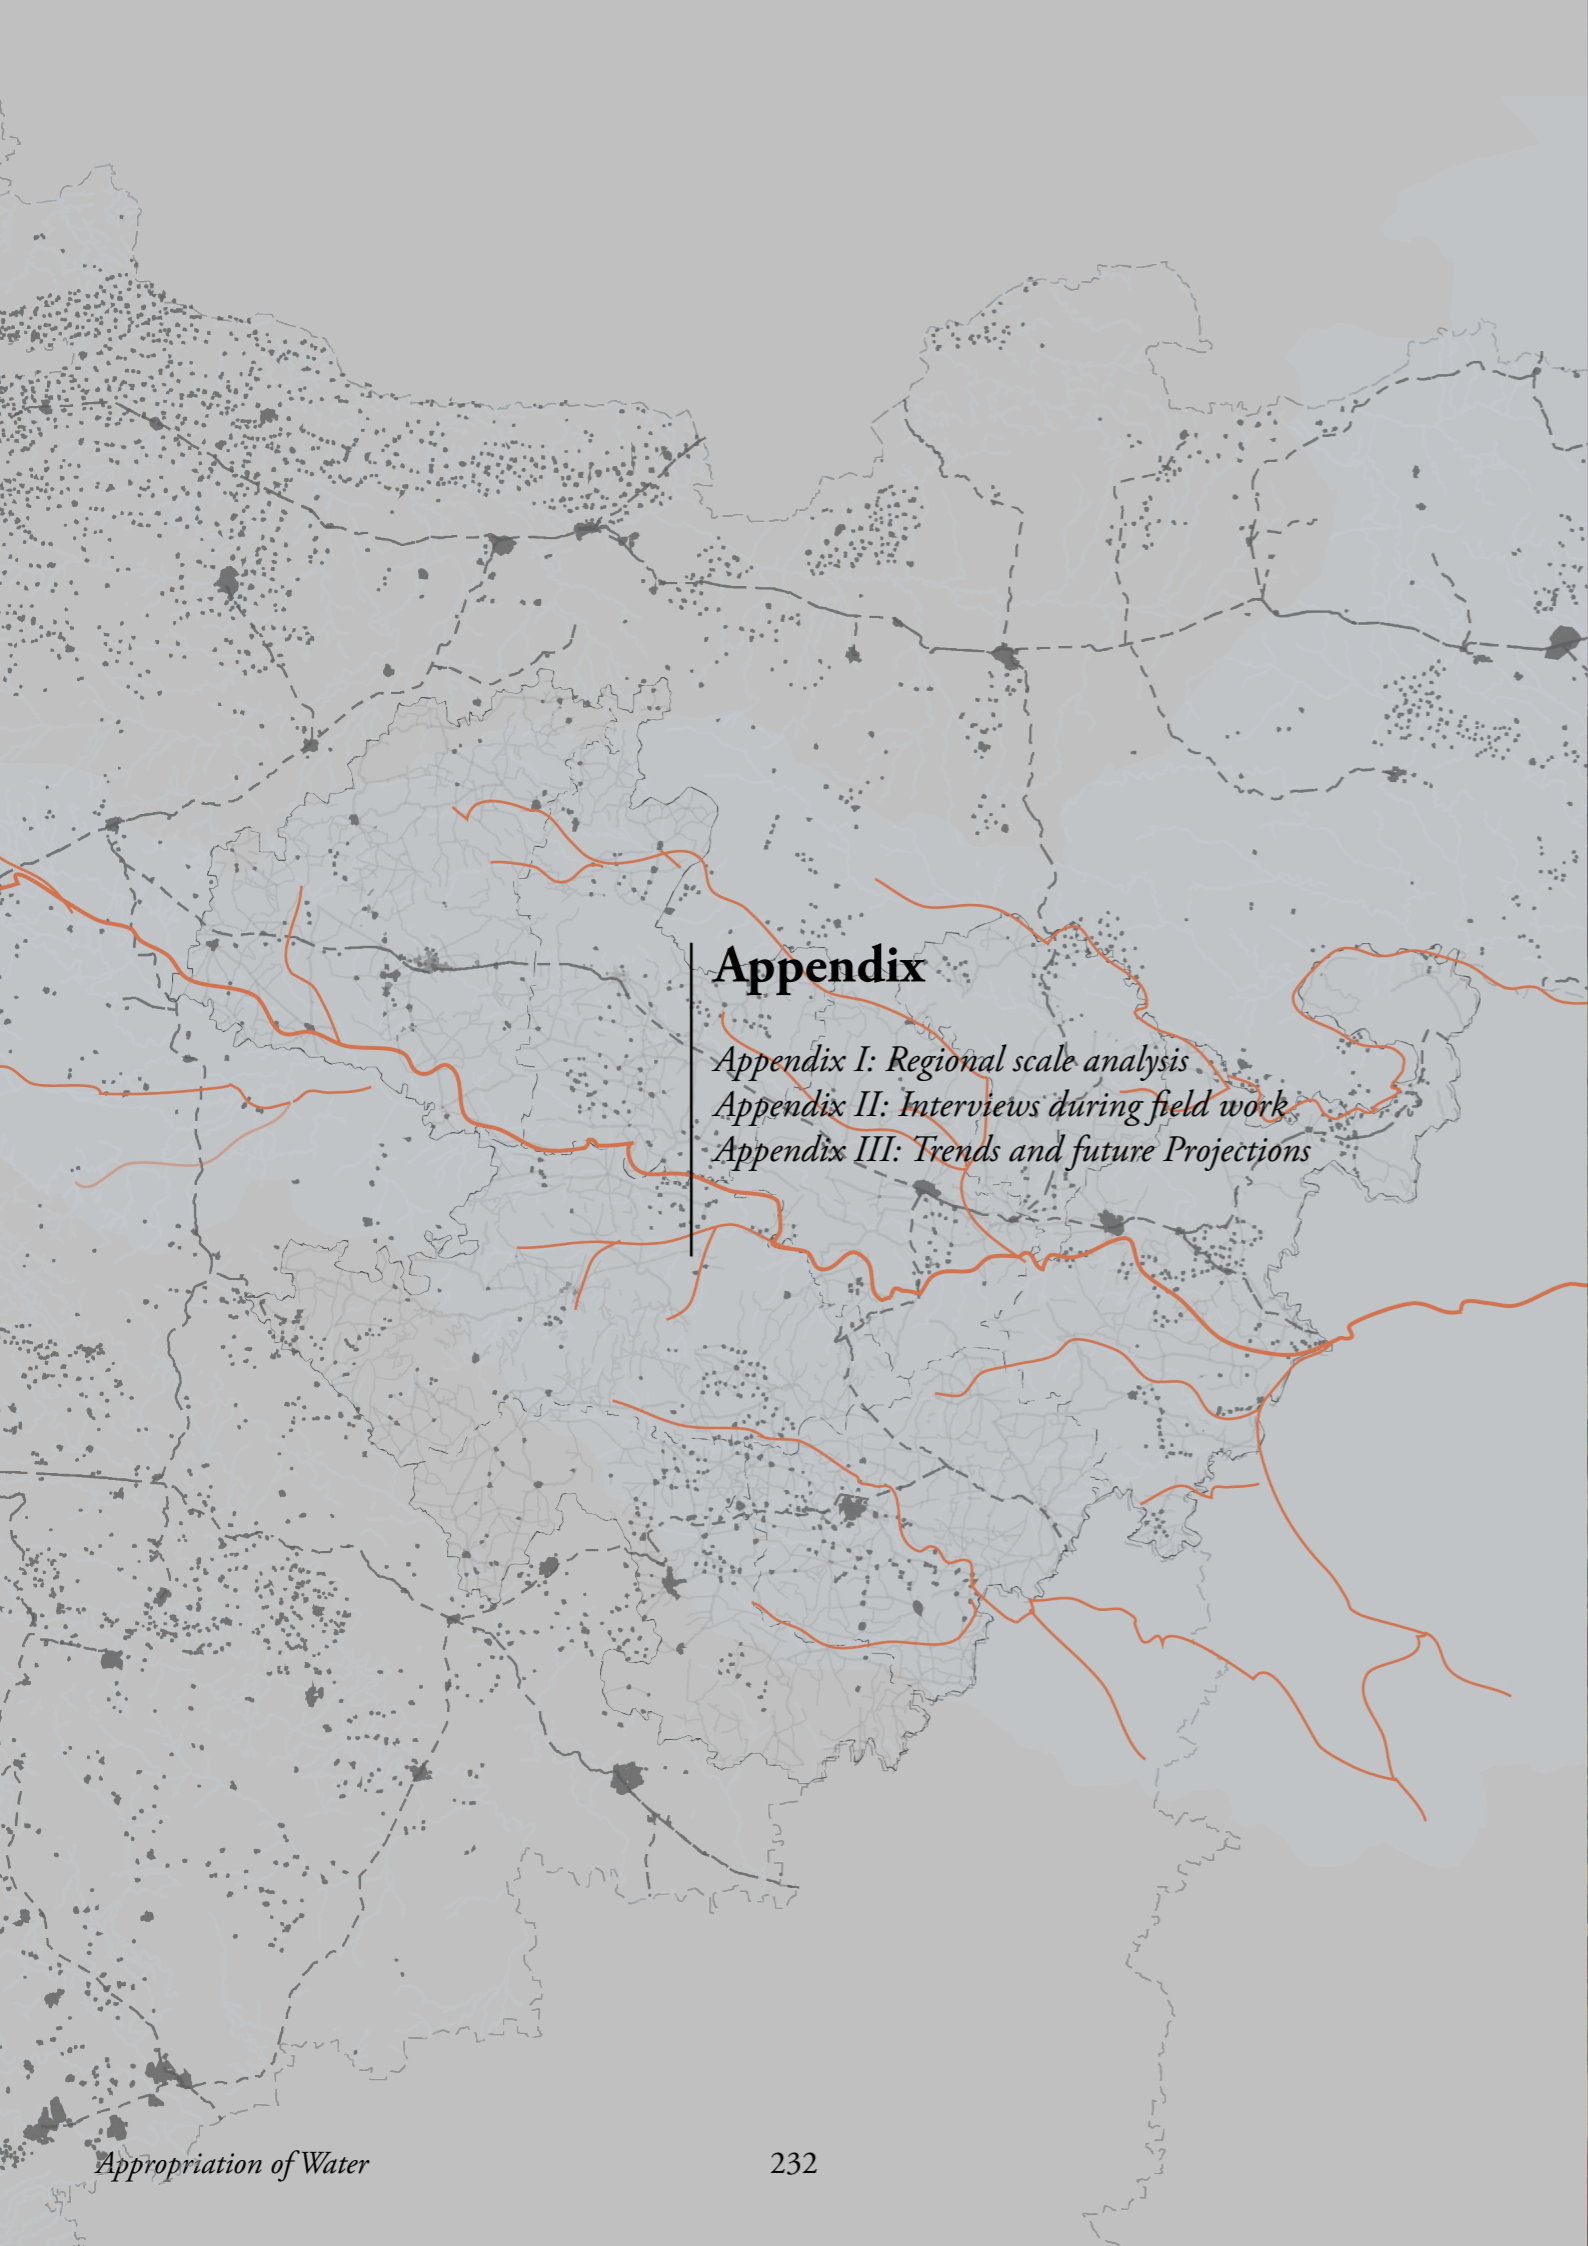 Appendix
Appendix I: Regional scale analysis
Appendix II: Interviews during field work
Appendix III: Trends and future Projections
Appropriation of Water
232